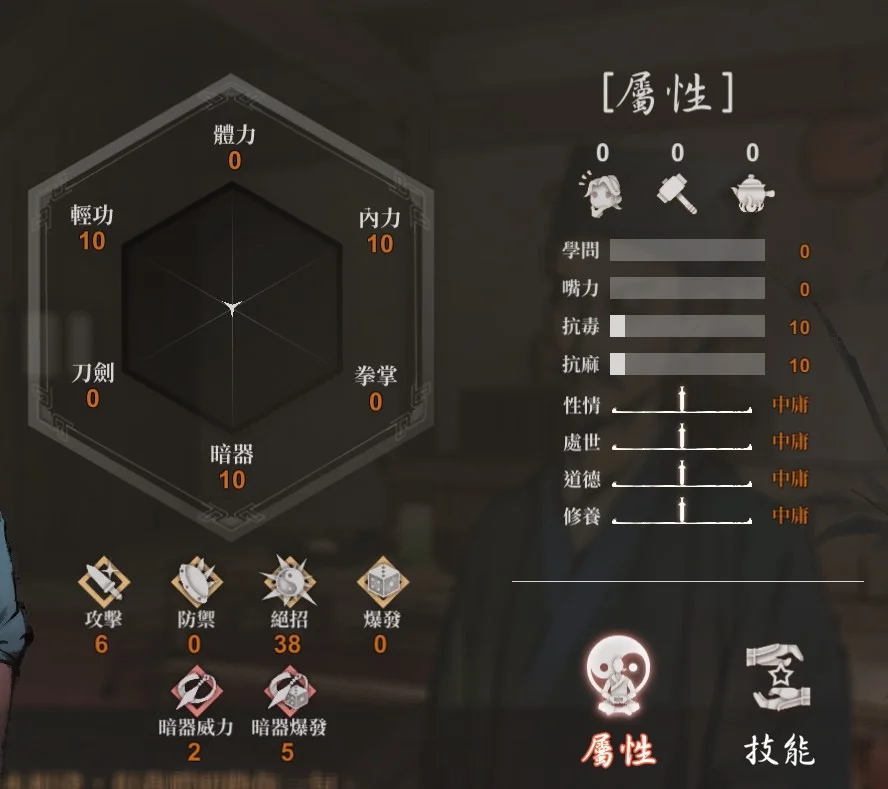 [屬性]
0 0 0
體力
0
輕功
10
內力
10
刀劍
0
拳掌
0
暗器
10
學問 0
嘴力 0
抗毒 10
抗麻 10
性情 中庸
處世 中庸
道德 中庸
修養 中庸
攻擊 防禦 絕招 爆發
6 0 38 0
暗器威力 暗器爆發
2 5
屬性 技能